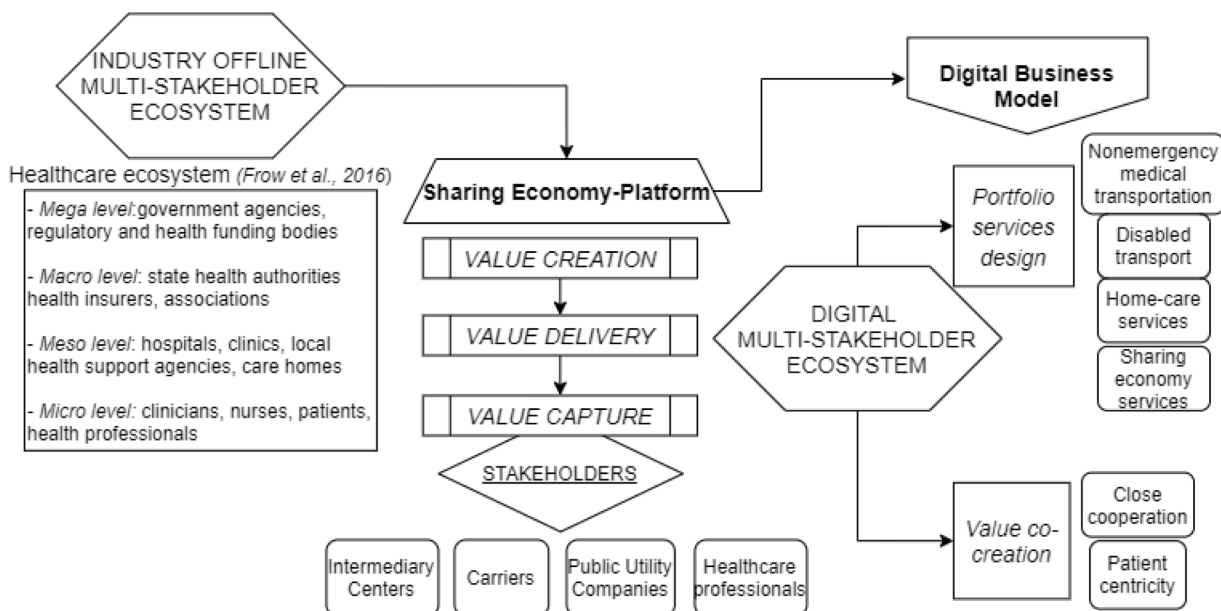 INDUSTRY OFFLINE
MULTI-STAKEHOLDER
ECOSYSTEM
Healthcare ecosystem (Frow et al., 2016)
- Mega level:government agencies,
regulatory and health funding bodies
- Macro level: state health authorities
health insurers, associations
- Meso level: hospitals, clinics, local
health support agencies, care homes
- Micro level: clinicians, nurses, patients,
health professionals
Sharing Economy-Platform
VALUE CREATION
VALUE DELIVERY
VALUE CAPTURE
STAKEHOLDERS
Intermediary
Centers
Carriers
Public Utility
Companies
Healthcare
professionals
Digital Business
Model
DIGITAL
MULTI-STAKEHOLDER
ECOSYSTEM
Portfolio
services
design
Nonemergency
medical
transportation
Disabled
transport
Home-care
services
Sharing
economy
services
Value co-
creation
Close
cooperation
Patient
centricity